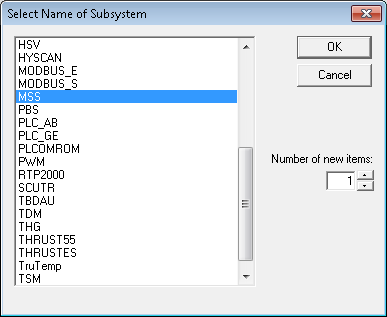 Select Name of Subsystem
HSV
HYSCAN
MODBUS_E
MODBUS_S
MSS
PBS
PLC_AB
PLC_GE
PLCOMROM
PWM
RTP2000
SCUTR
TBDAU
TDM
THG
THRUST55
THRUSTES
TruTemp
TSM
OK
Cancel
Number of new items:
1